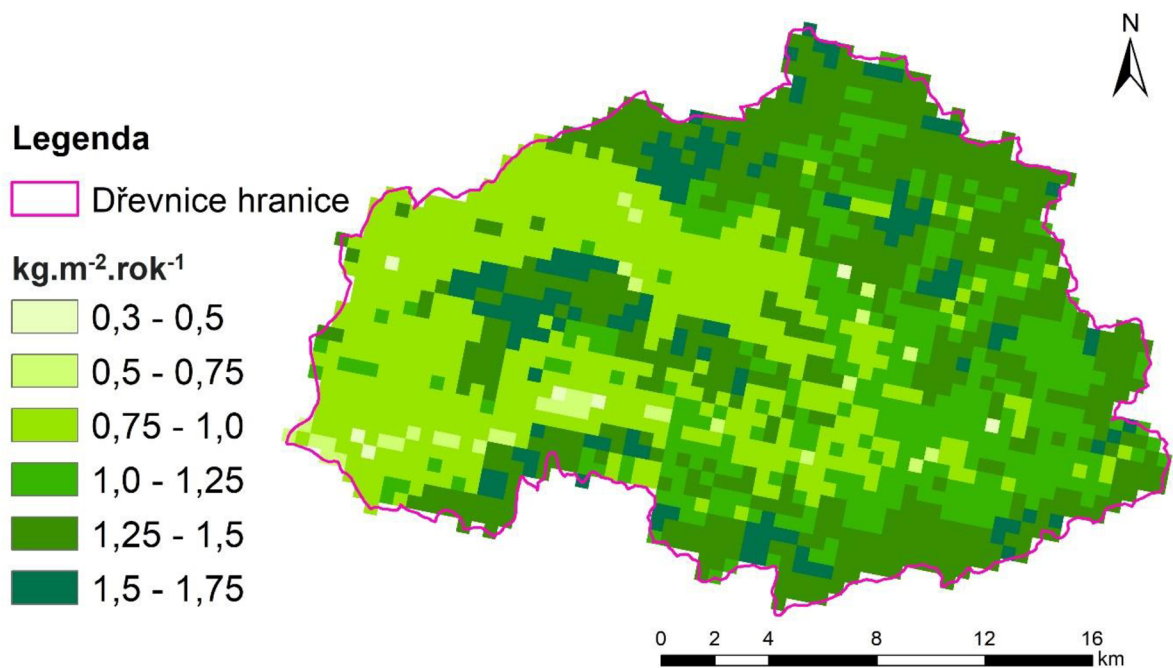 N
Legenda
Dřevnice hranice
kg.m⁻².rok⁻¹
0,3 - 0,5
0,5 - 0,75
0,75 - 1,0
1,0 - 1,25
1,25 - 1,5
1,5 - 1,75
0 2 4 8 12 16
km